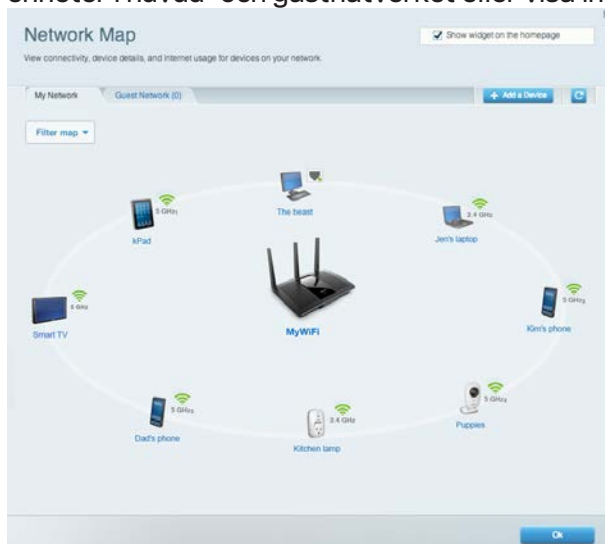 Network Map
Show widget on the homepage
View connectivity, device details, and internet usage for devices on your network.
My Network
Guest Network (0)
+ Add a Device
Filter map
The beast
5 GHz
kPad
2.4 GHz
Jen's laptop
5 GHz
Smart TV
MyWiFi
5 GHz
Kim's phone
5 GHz
Dad's phone
2.4 GHz
Kitchen lamp
5 GHz
Puppies
Ok